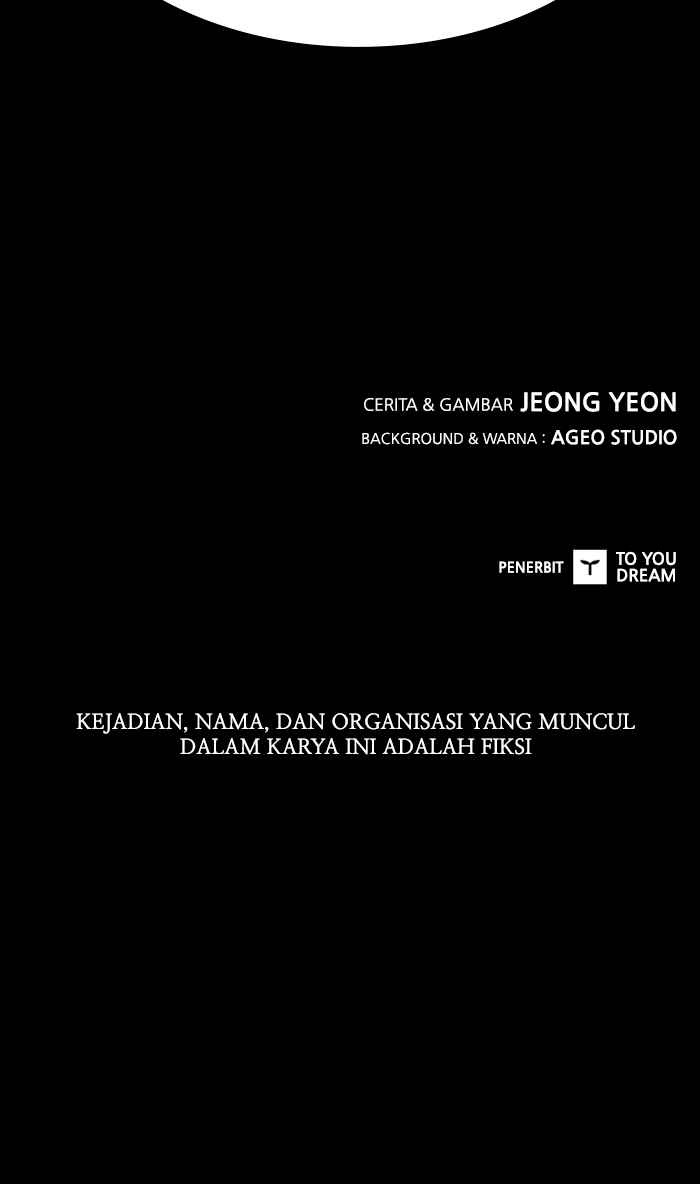 CERITA & GAMBAR JEONG YEON
BACKGROUND & WARNA : AGEO STUDIO
PENERBIT TO YOU
DREAM
KEJADIAN, NAMA, DAN ORGANISASI YANG MUNCUL
DALAM KARYA INI ADALAH FIKSI